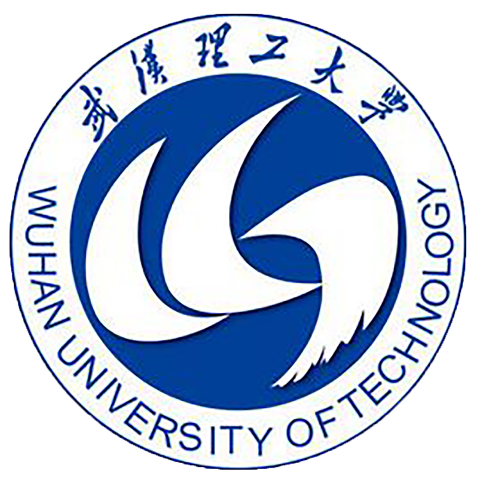 武漢理工大學
WUHAN UNIVERSITY OF TECHNOLOGY